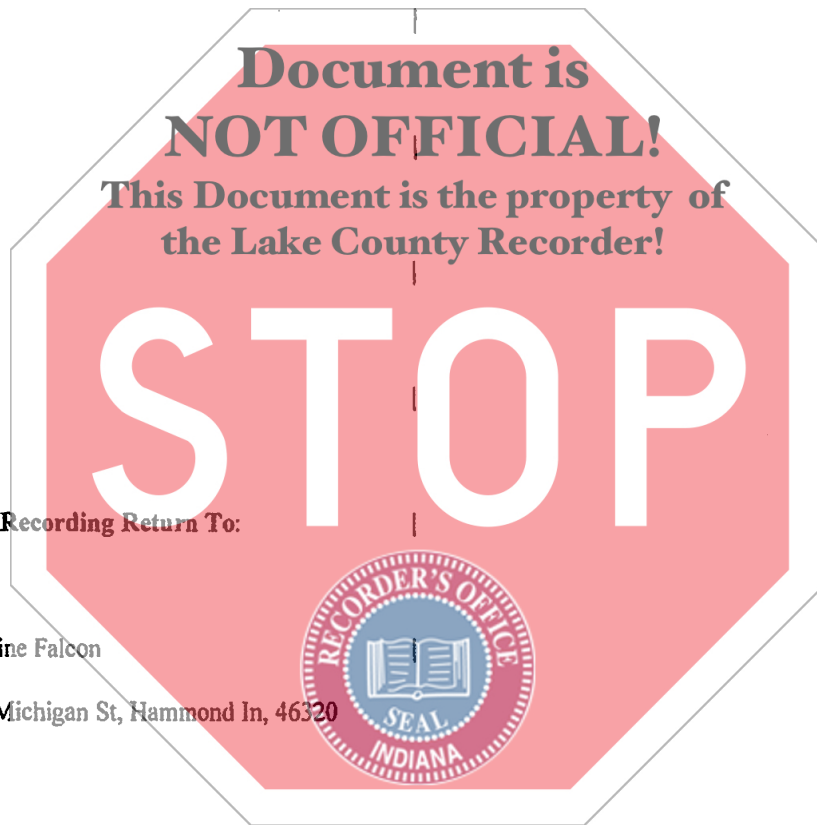 Document is
NOT OFFICIAL!
This Document is the property of
the Lake County Recorder!
STOP
Recording Return To:
ine Falcon
Michigan St, Hammond In, 46320
RECORDER'S OFFICE
SEAL
INDIANA